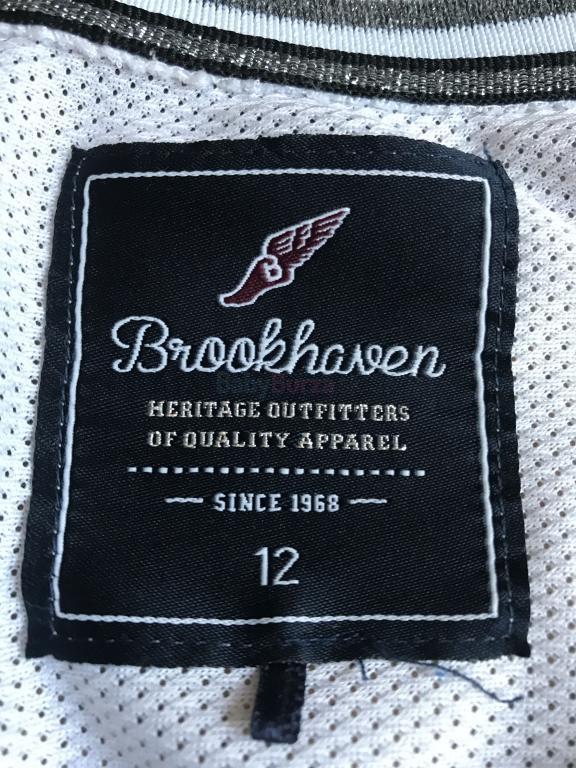 B
Brookhaven
HERITAGE OUTFITTERS
OF QUALITY APPAREL
SINCE 1968
12